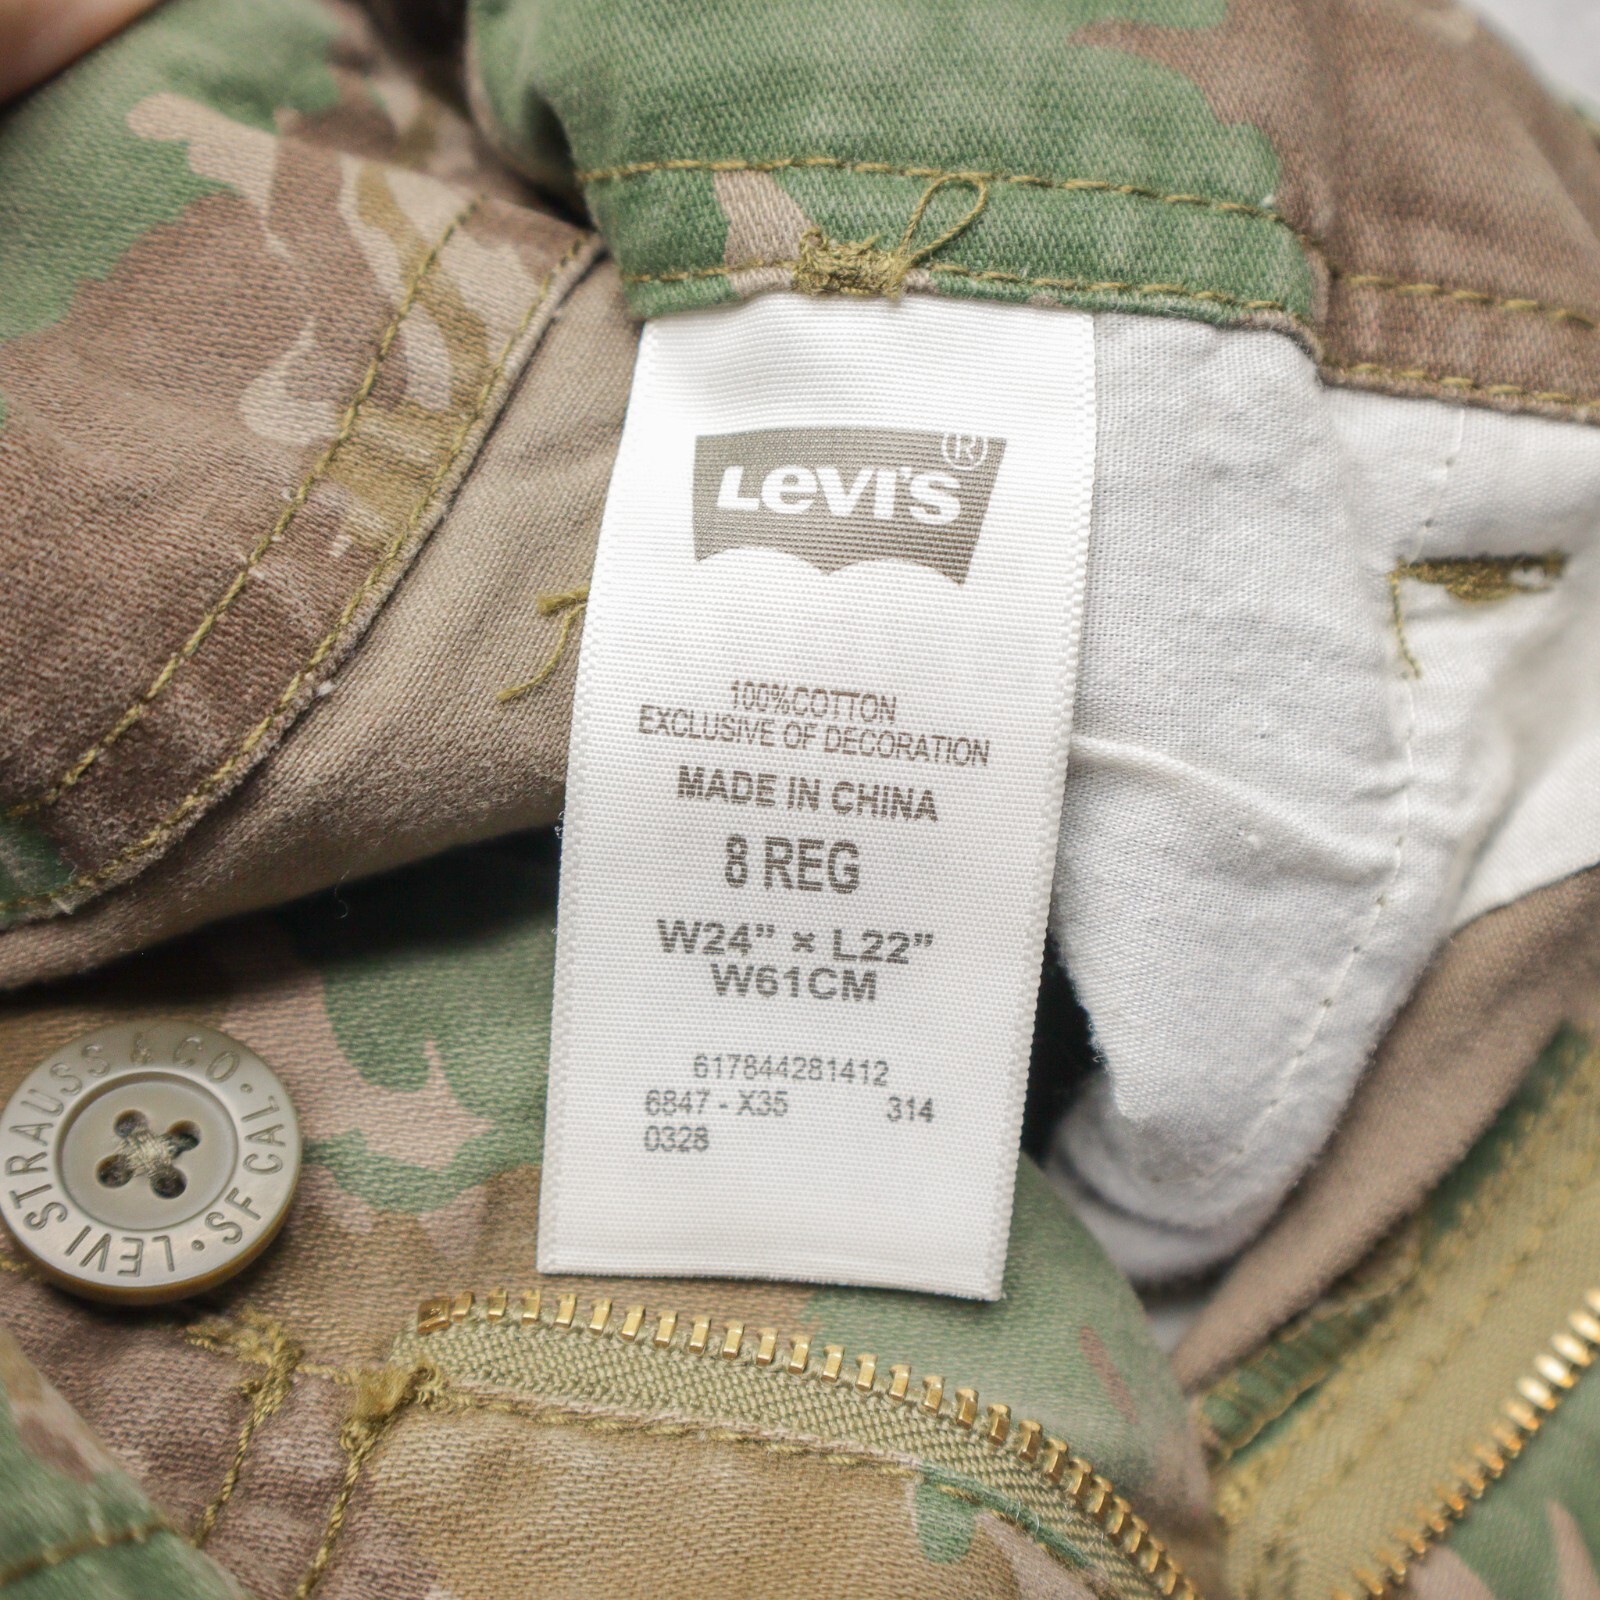 LEVI'S®
100%COTTON
EXCLUSIVE OF DECORATION
MADE IN CHINA
8 REG
W24” × L22”
W61CM
617844281412
6847 - X35 314
0328
LEVI STRAUSS & CO. SF CAL.